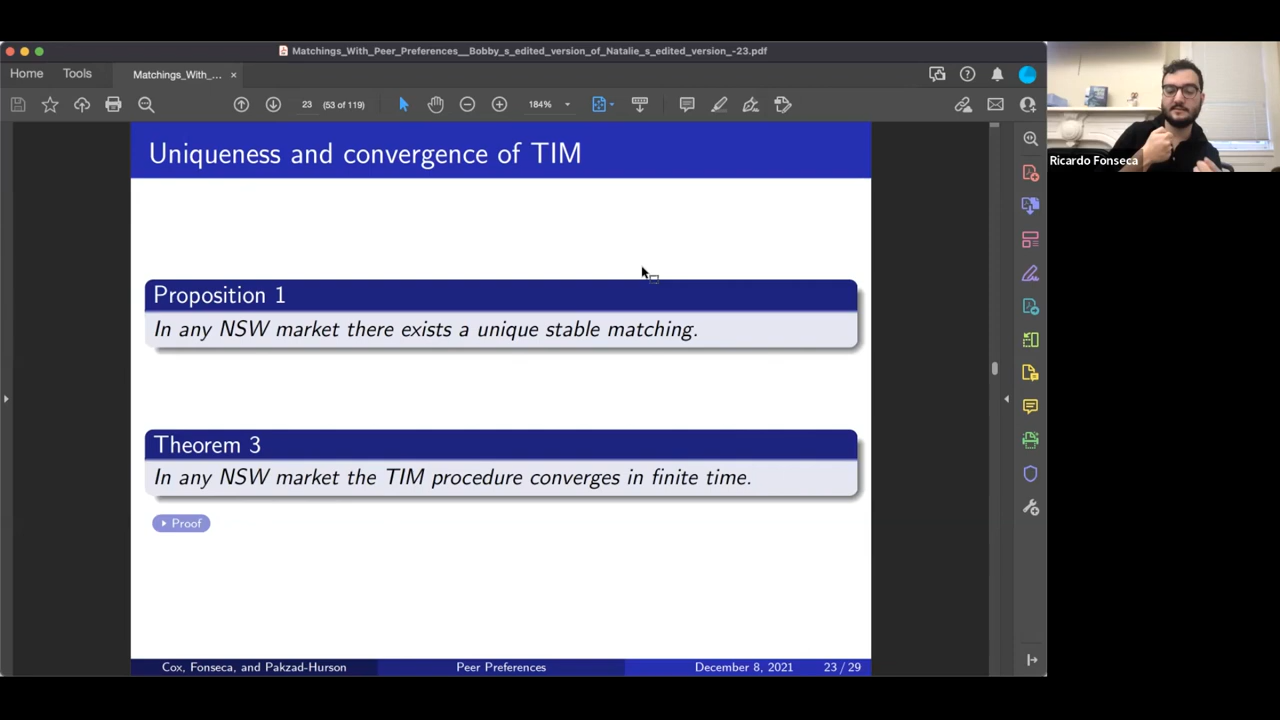 Matchings_With_Peer_Preferences__Bobby_s_edited_version_of_Natalie_s_edited_version_-23.pdf
Home
Tools
Matchings_With_... ×
23 (53 of 119)
184%
Ricardo Fonseca
Uniqueness and convergence of TIM
Proposition 1
In any NSW market there exists a unique stable matching.
Theorem 3
In any NSW market the TIM procedure converges in finite time.
Proof
Cox, Fonseca, and Pakzad-Hurson
Peer Preferences
December 8, 2021
23 / 29